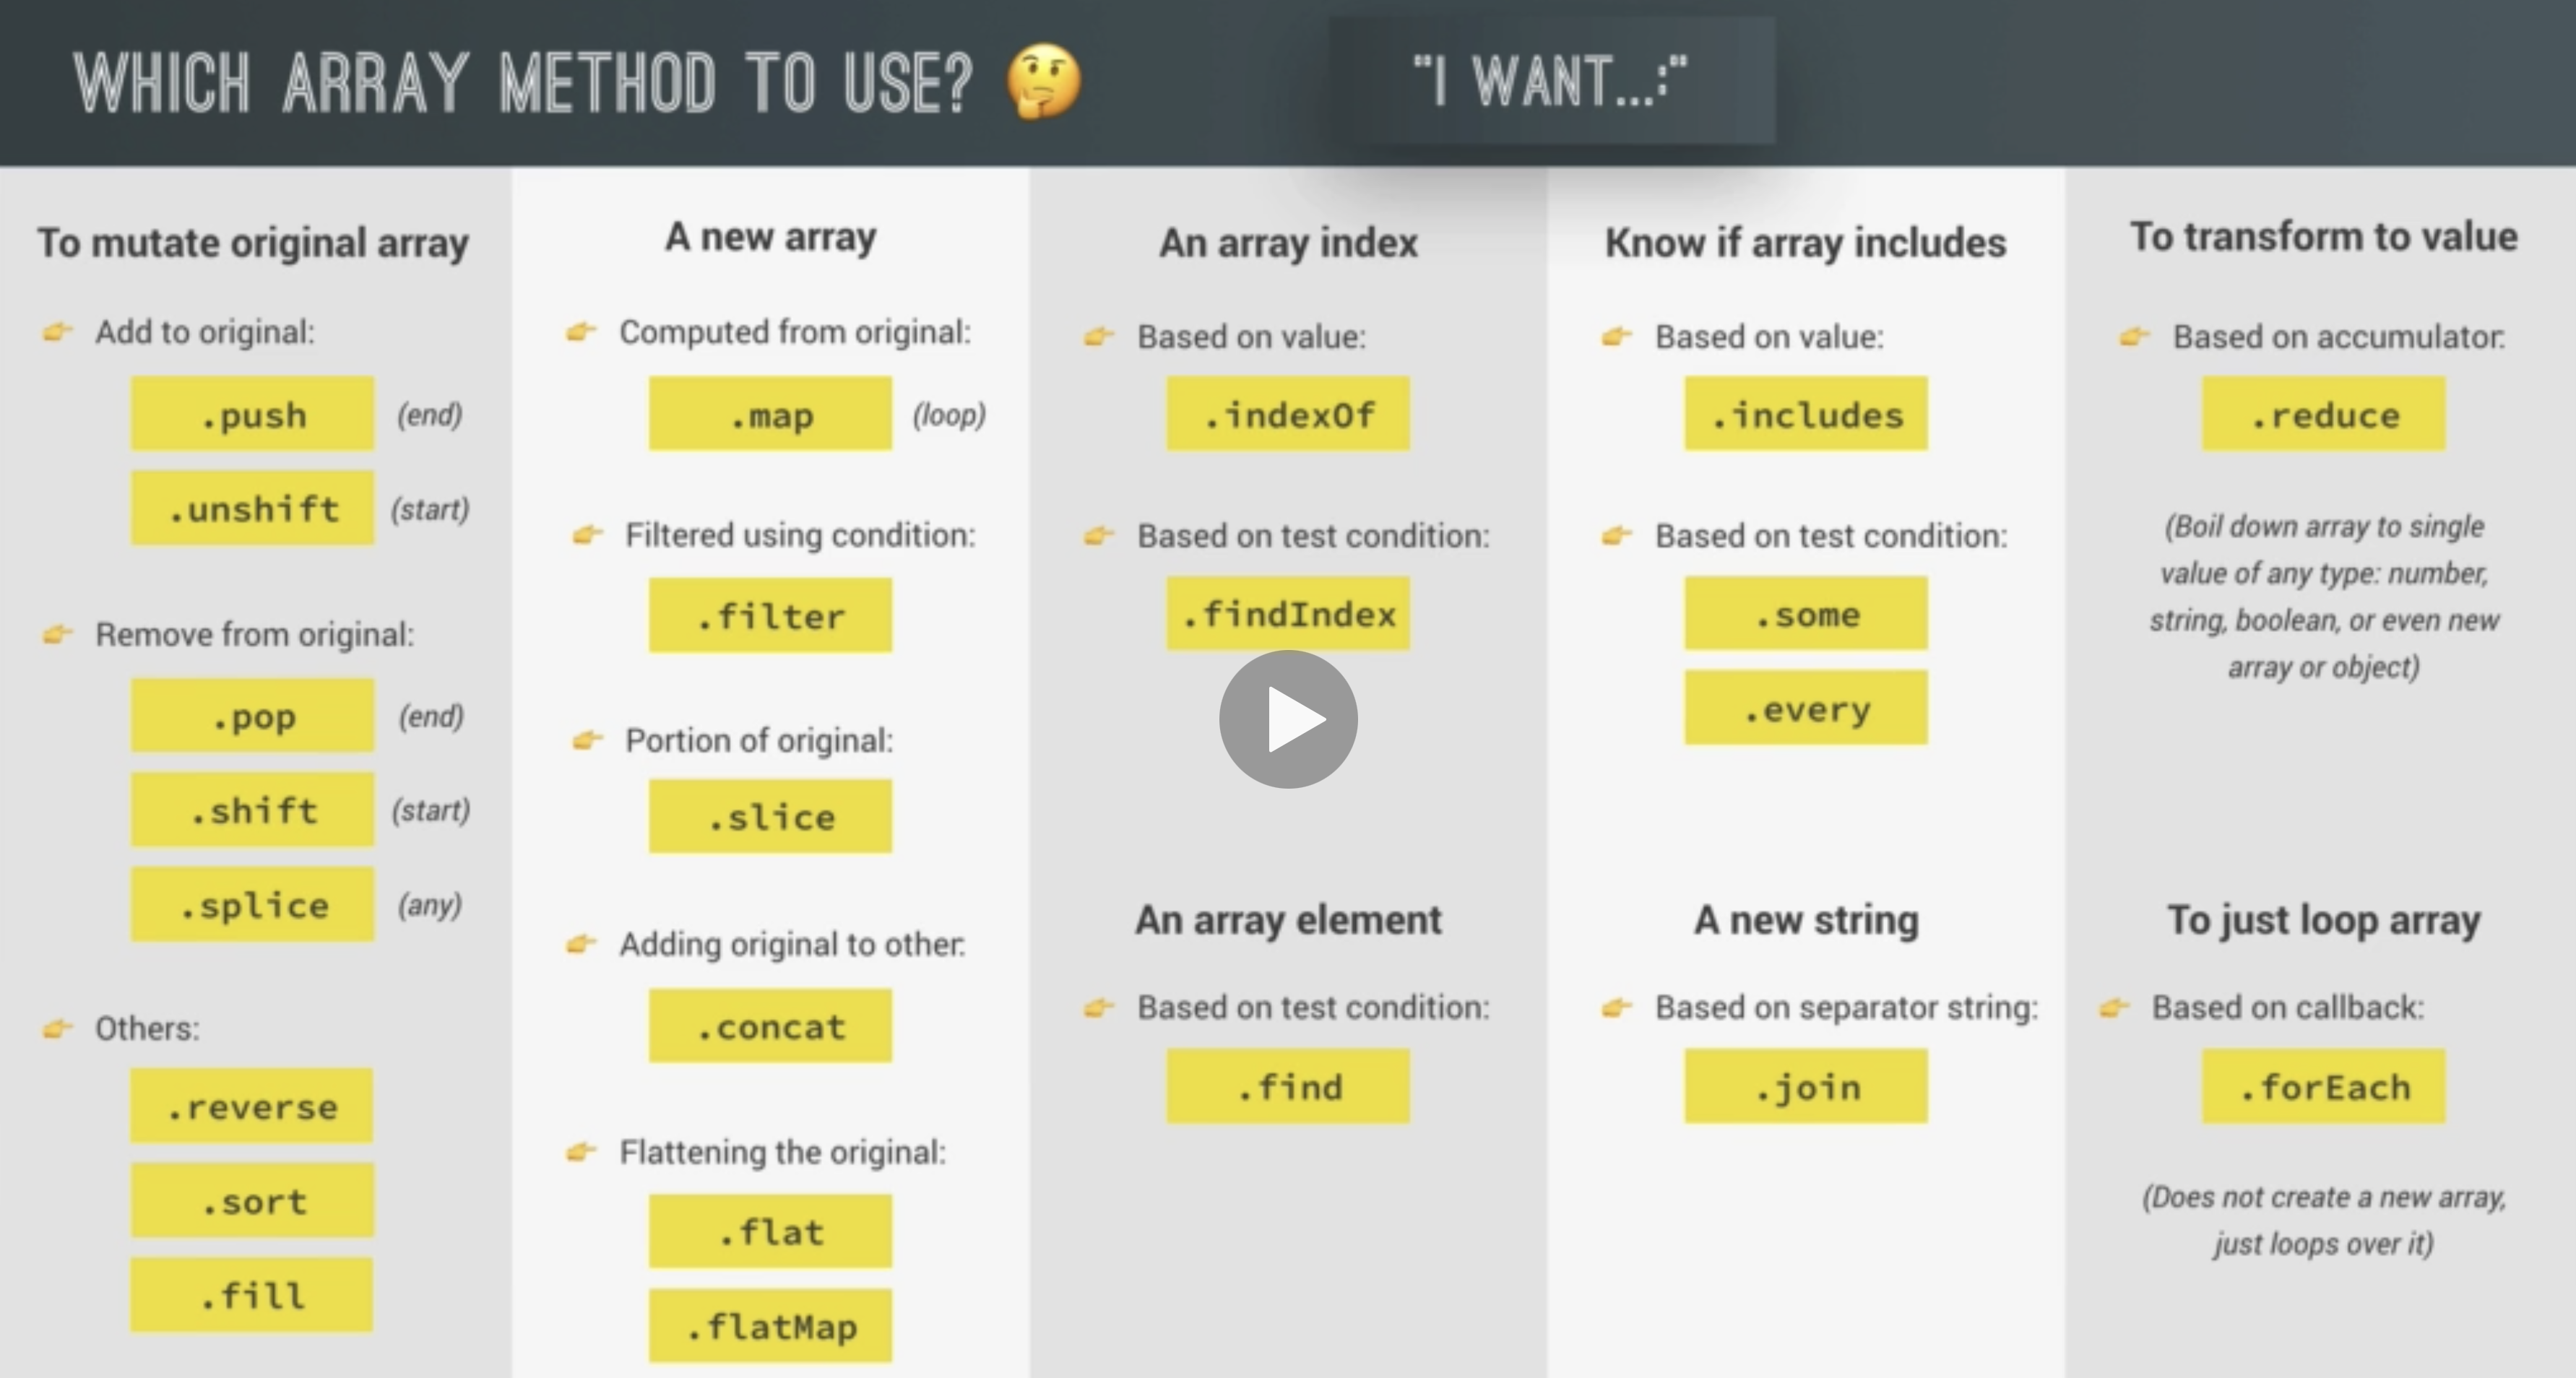 WHICH ARRAY METHOD TO USE? 🤔
"I WANT...:"
To mutate original array
👉 Add to original:
.push (end)
.unshift (start)
👉 Remove from original:
.pop (end)
.shift (start)
.splice (any)
👉 Others:
.reverse
.sort
.fill
A new array
👉 Computed from original:
.map (loop)
👉 Filtered using condition:
.filter
👉 Portion of original:
.slice
👉 Adding original to other:
.concat
👉 Flattening the original:
.flat
.flatMap
An array index
👉 Based on value:
.indexOf
👉 Based on test condition:
.findIndex
An array element
👉 Based on test condition:
.find
Know if array includes
👉 Based on value:
.includes
👉 Based on test condition:
.some
.every
A new string
👉 Based on separator string:
.join
To transform to value
👉 Based on accumulator:
.reduce
(Boil down array to single
value of any type: number,
string, boolean, or even new
array or object)
To just loop array
👉 Based on callback:
.forEach
(Does not create a new array,
just loops over it)